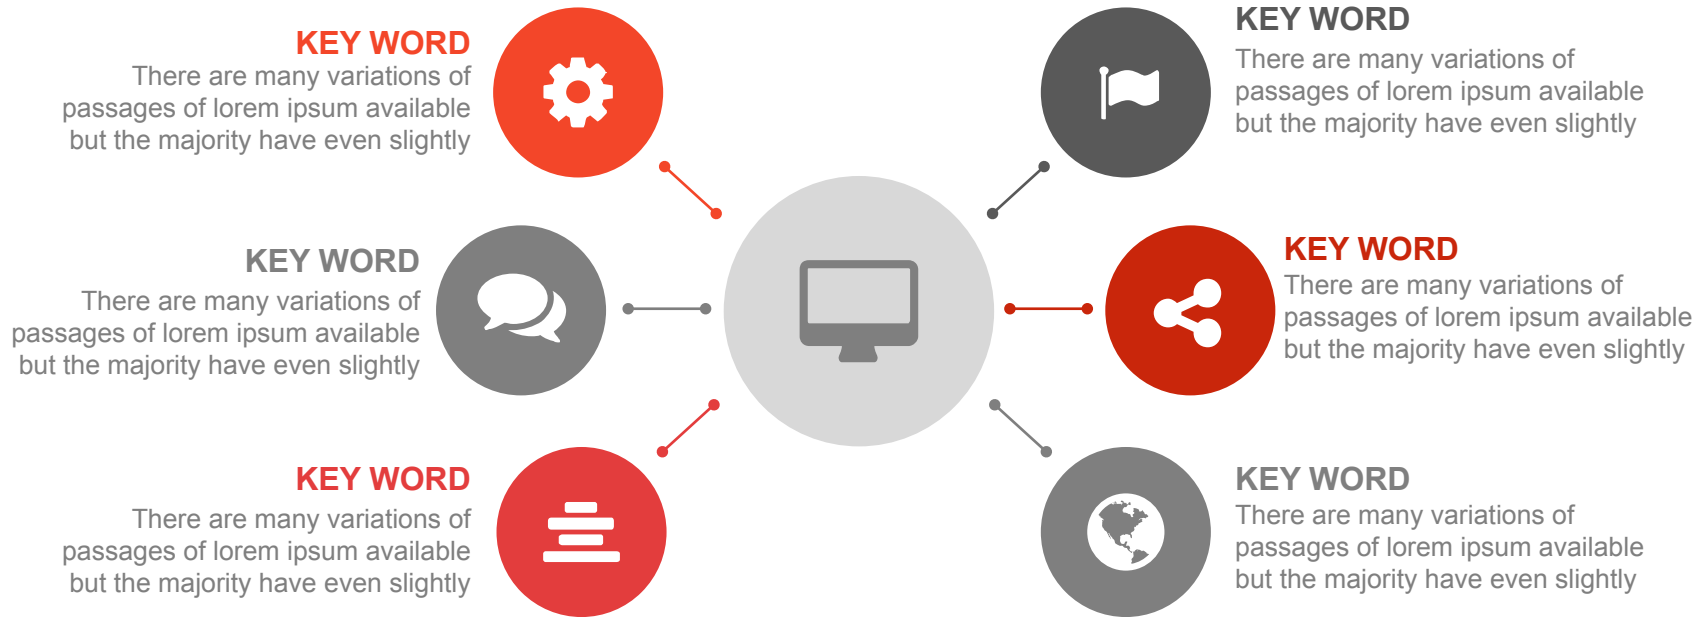 KEY WORD
There are many variations of
passages of lorem ipsum available
but the majority have even slightly
KEY WORD
There are many variations of
passages of lorem ipsum available
but the majority have even slightly
KEY WORD
There are many variations of
passages of lorem ipsum available
but the majority have even slightly
KEY WORD
There are many variations of
passages of lorem ipsum available
but the majority have even slightly
KEY WORD
There are many variations of
passages of lorem ipsum available
but the majority have even slightly
KEY WORD
There are many variations of
passages of lorem ipsum available
but the majority have even slightly